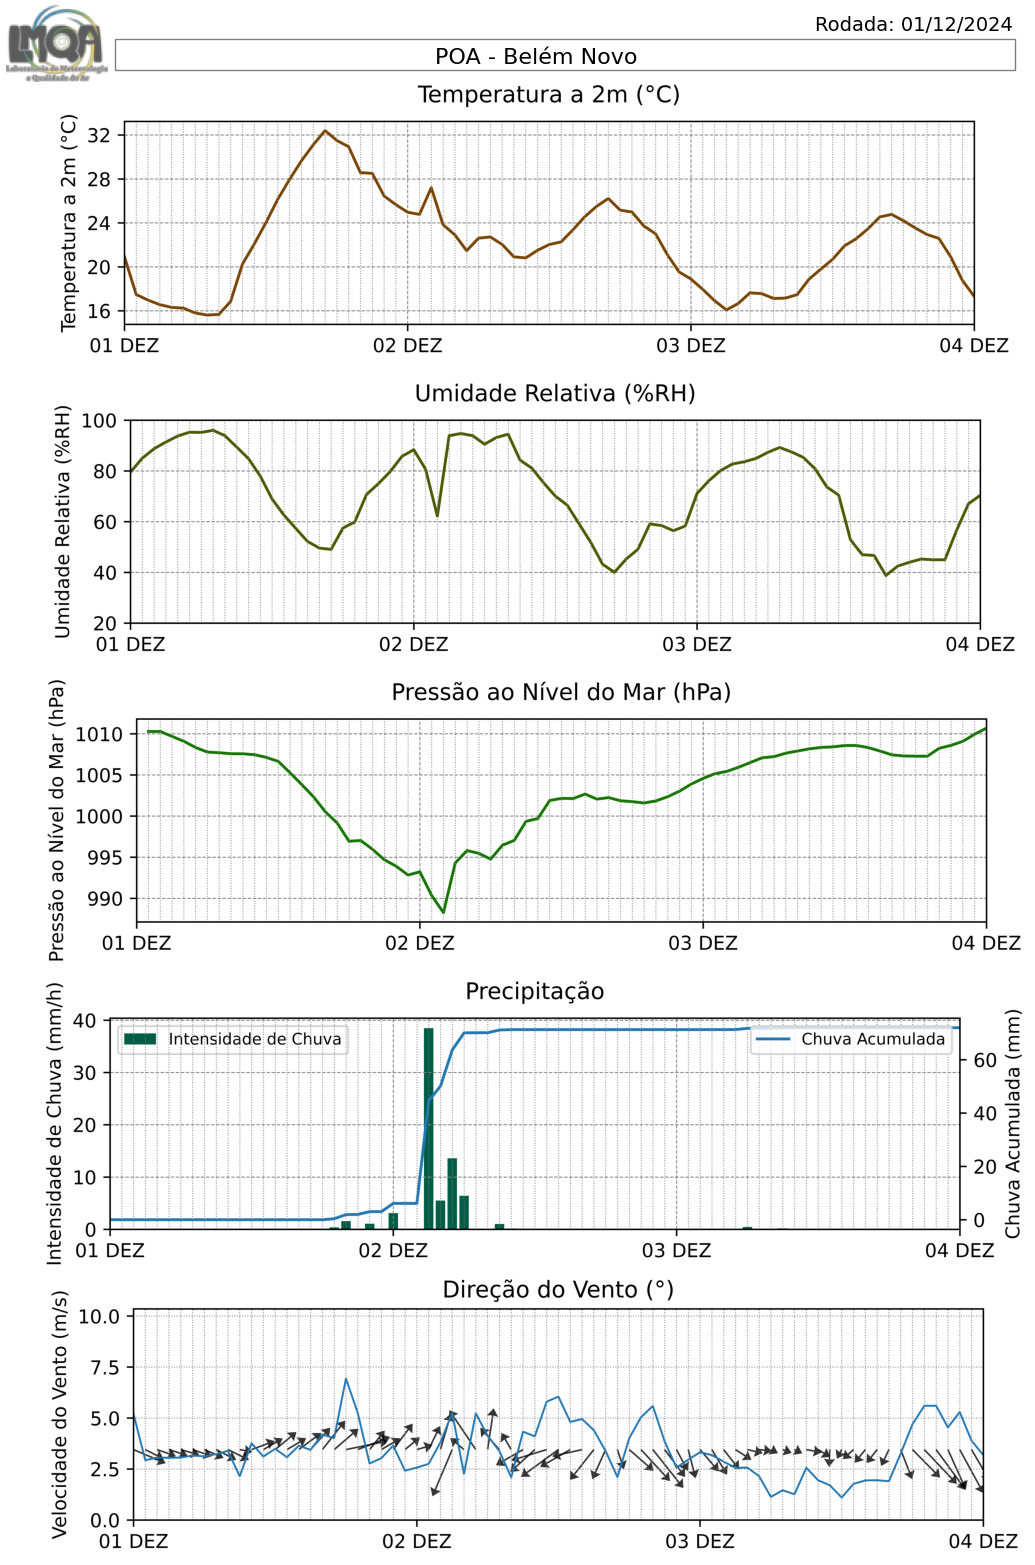 LMQA
Laboratório de Meteorologia
e Qualidade do Ar
Rodada: 01/12/2024
POA - Belém Novo
Temperatura a 2m (°C)
Temperatura a 2m (°C)
32
28
24
20
16
01 DEZ 02 DEZ 03 DEZ 04 DEZ
Umidade Relativa (%RH)
Umidade Relativa (%RH)
100
80
60
40
20
01 DEZ 02 DEZ 03 DEZ 04 DEZ
Pressão ao Nível do Mar (hPa)
Pressão ao Nível do Mar (hPa)
1010
1005
1000
995
990
01 DEZ 02 DEZ 03 DEZ 04 DEZ
Precipitação
Intensidade de Chuva (mm/h)
40
30
20
10
0
Intensidade de Chuva
Chuva Acumulada
60
40
20
0
Chuva Acumulada (mm)
01 DEZ 02 DEZ 03 DEZ 04 DEZ
Direção do Vento (°)
Velocidade do Vento (m/s)
10.0
7.5
5.0
2.5
0.0
01 DEZ 02 DEZ 03 DEZ 04 DEZ